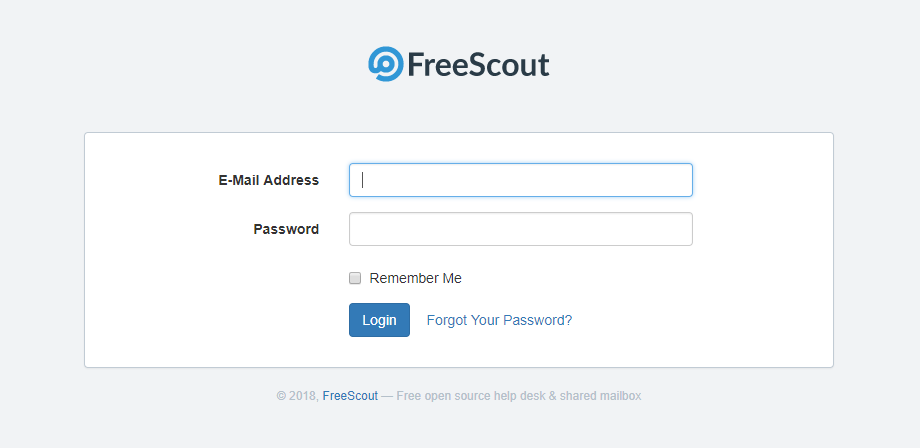 FreeScout
E-Mail Address
Password
Remember Me
Login Forgot Your Password?
© 2018, FreeScout — Free open source help desk & shared mailbox